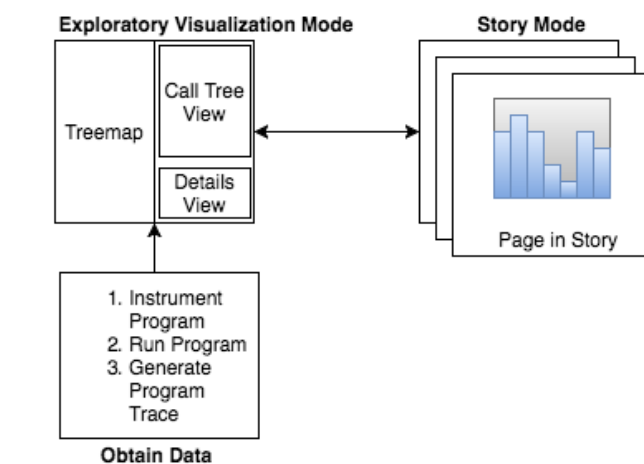 Exploratory Visualization Mode
Treemap
Call Tree
View
Details
View
Story Mode
Page in Story
1. Instrument
Program
2. Run Program
3. Generate
Program
Trace
Obtain Data